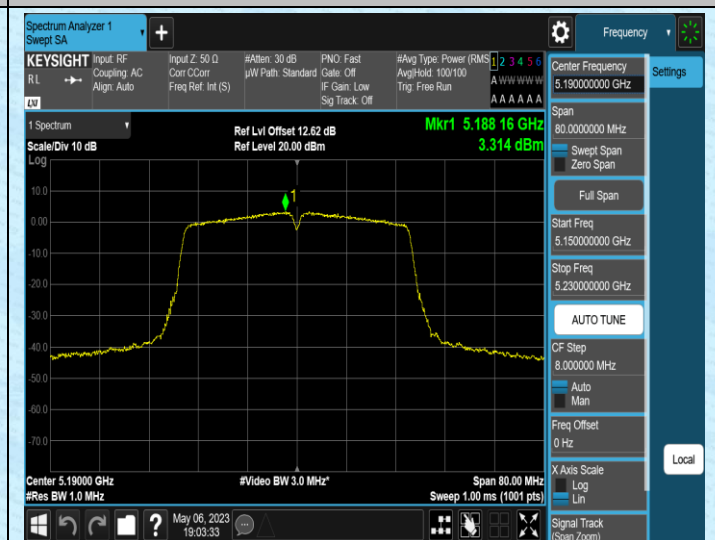 Spectrum Analyzer 1
Swept SA
Frequency
KEYSIGHT
RL
LXI
Input: RF
Coupling: AC
Align: Auto
Input Z: 50 Ω
Corr CCorr
Freq Ref: Int (S)
#Atten: 30 dB
µW Path: Standard
PNO: Fast
Gate: Off
IF Gain: Low
Sig Track: Off
#Avg Type: Power (RMS
Avg|Hold: 100/100
Trig: Free Run
1 2 3 4 5 6
A W W W W W
A A A A A A
1 Spectrum
Scale/Div 10 dB
Log
Ref Lvl Offset 12.62 dB
Ref Level 20.00 dBm
Mkr1 5.188 16 GHz
3.314 dBm
1
10.0
0.00
-10.0
-20.0
-30.0
-40.0
-50.0
-60.0
-70.0
Center 5.19000 GHz
#Res BW 1.0 MHz
#Video BW 3.0 MHz*
Span 80.00 MHz
Sweep 1.00 ms (1001 pts)
May 06, 2023
19:03:33
?
Center Frequency
5.190000000 GHz
Settings
Span
80.0000000 MHz
Swept Span
Zero Span
Full Span
Start Freq
5.150000000 GHz
Stop Freq
5.230000000 GHz
AUTO TUNE
CF Step
8.000000 MHz
Auto
Man
Freq Offset
0 Hz
X Axis Scale
Log
Lin
Local
Signal Track
(Span Zoom)